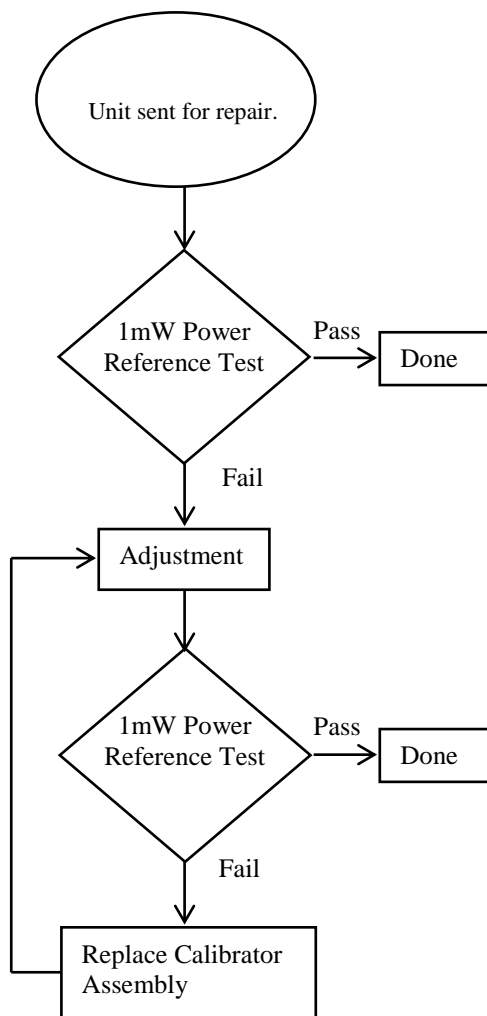 Unit sent for repair.
1mW Power
Reference Test
Pass
Done
Fail
Adjustment
1mW Power
Reference Test
Pass
Done
Fail
Replace Calibrator
Assembly